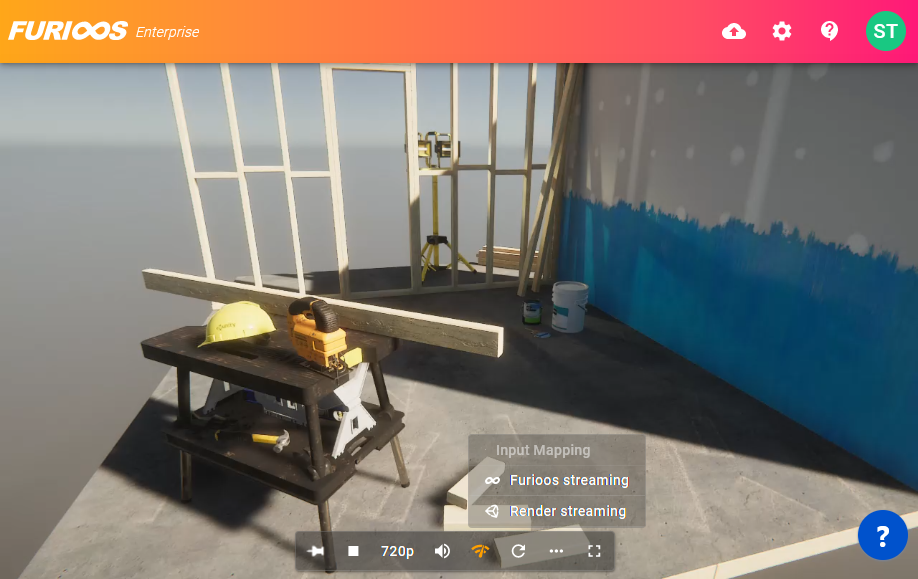 FURIOOS Enterprise
ST
Input Mapping
Furioos streaming
Render streaming
720p
?